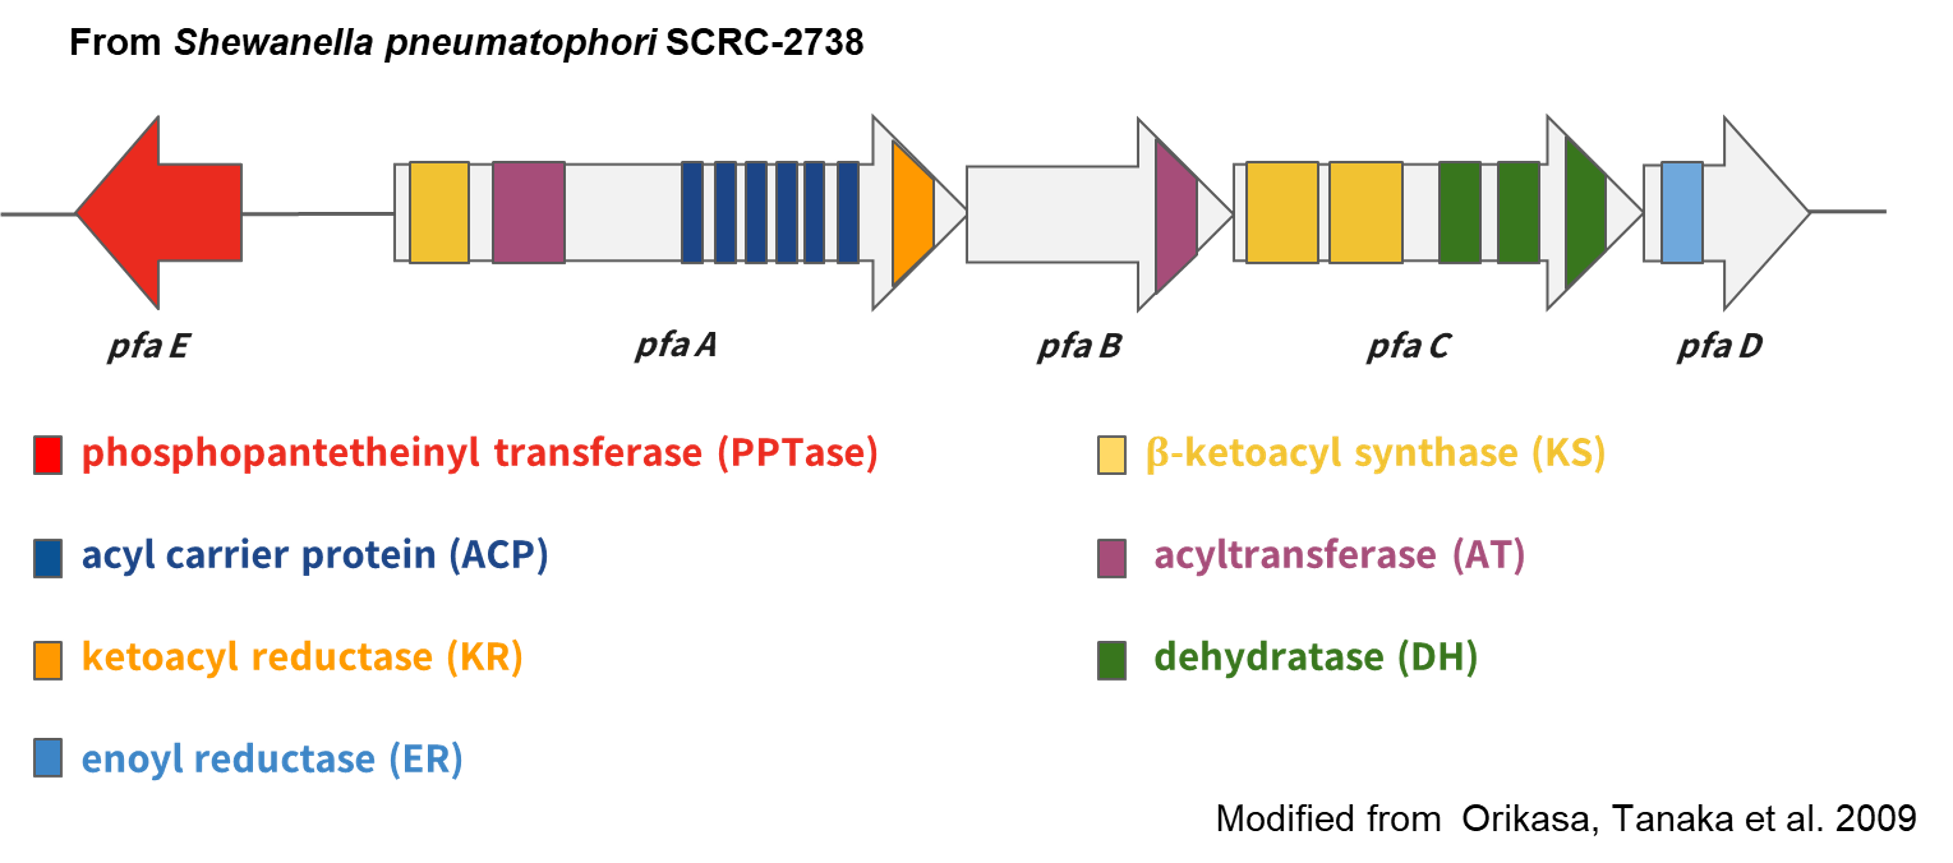 From Shewanella pneumatophori SCRC-2738
pfa E
pfa A
pfa B
pfa C
pfa D
phosphopantetheinyl transferase (PPTase)
β-ketoacyl synthase (KS)
acyl carrier protein (ACP)
acyltransferase (AT)
ketoacyl reductase (KR)
dehydratase (DH)
enoyl reductase (ER)
Modified from Orikasa, Tanaka et al. 2009